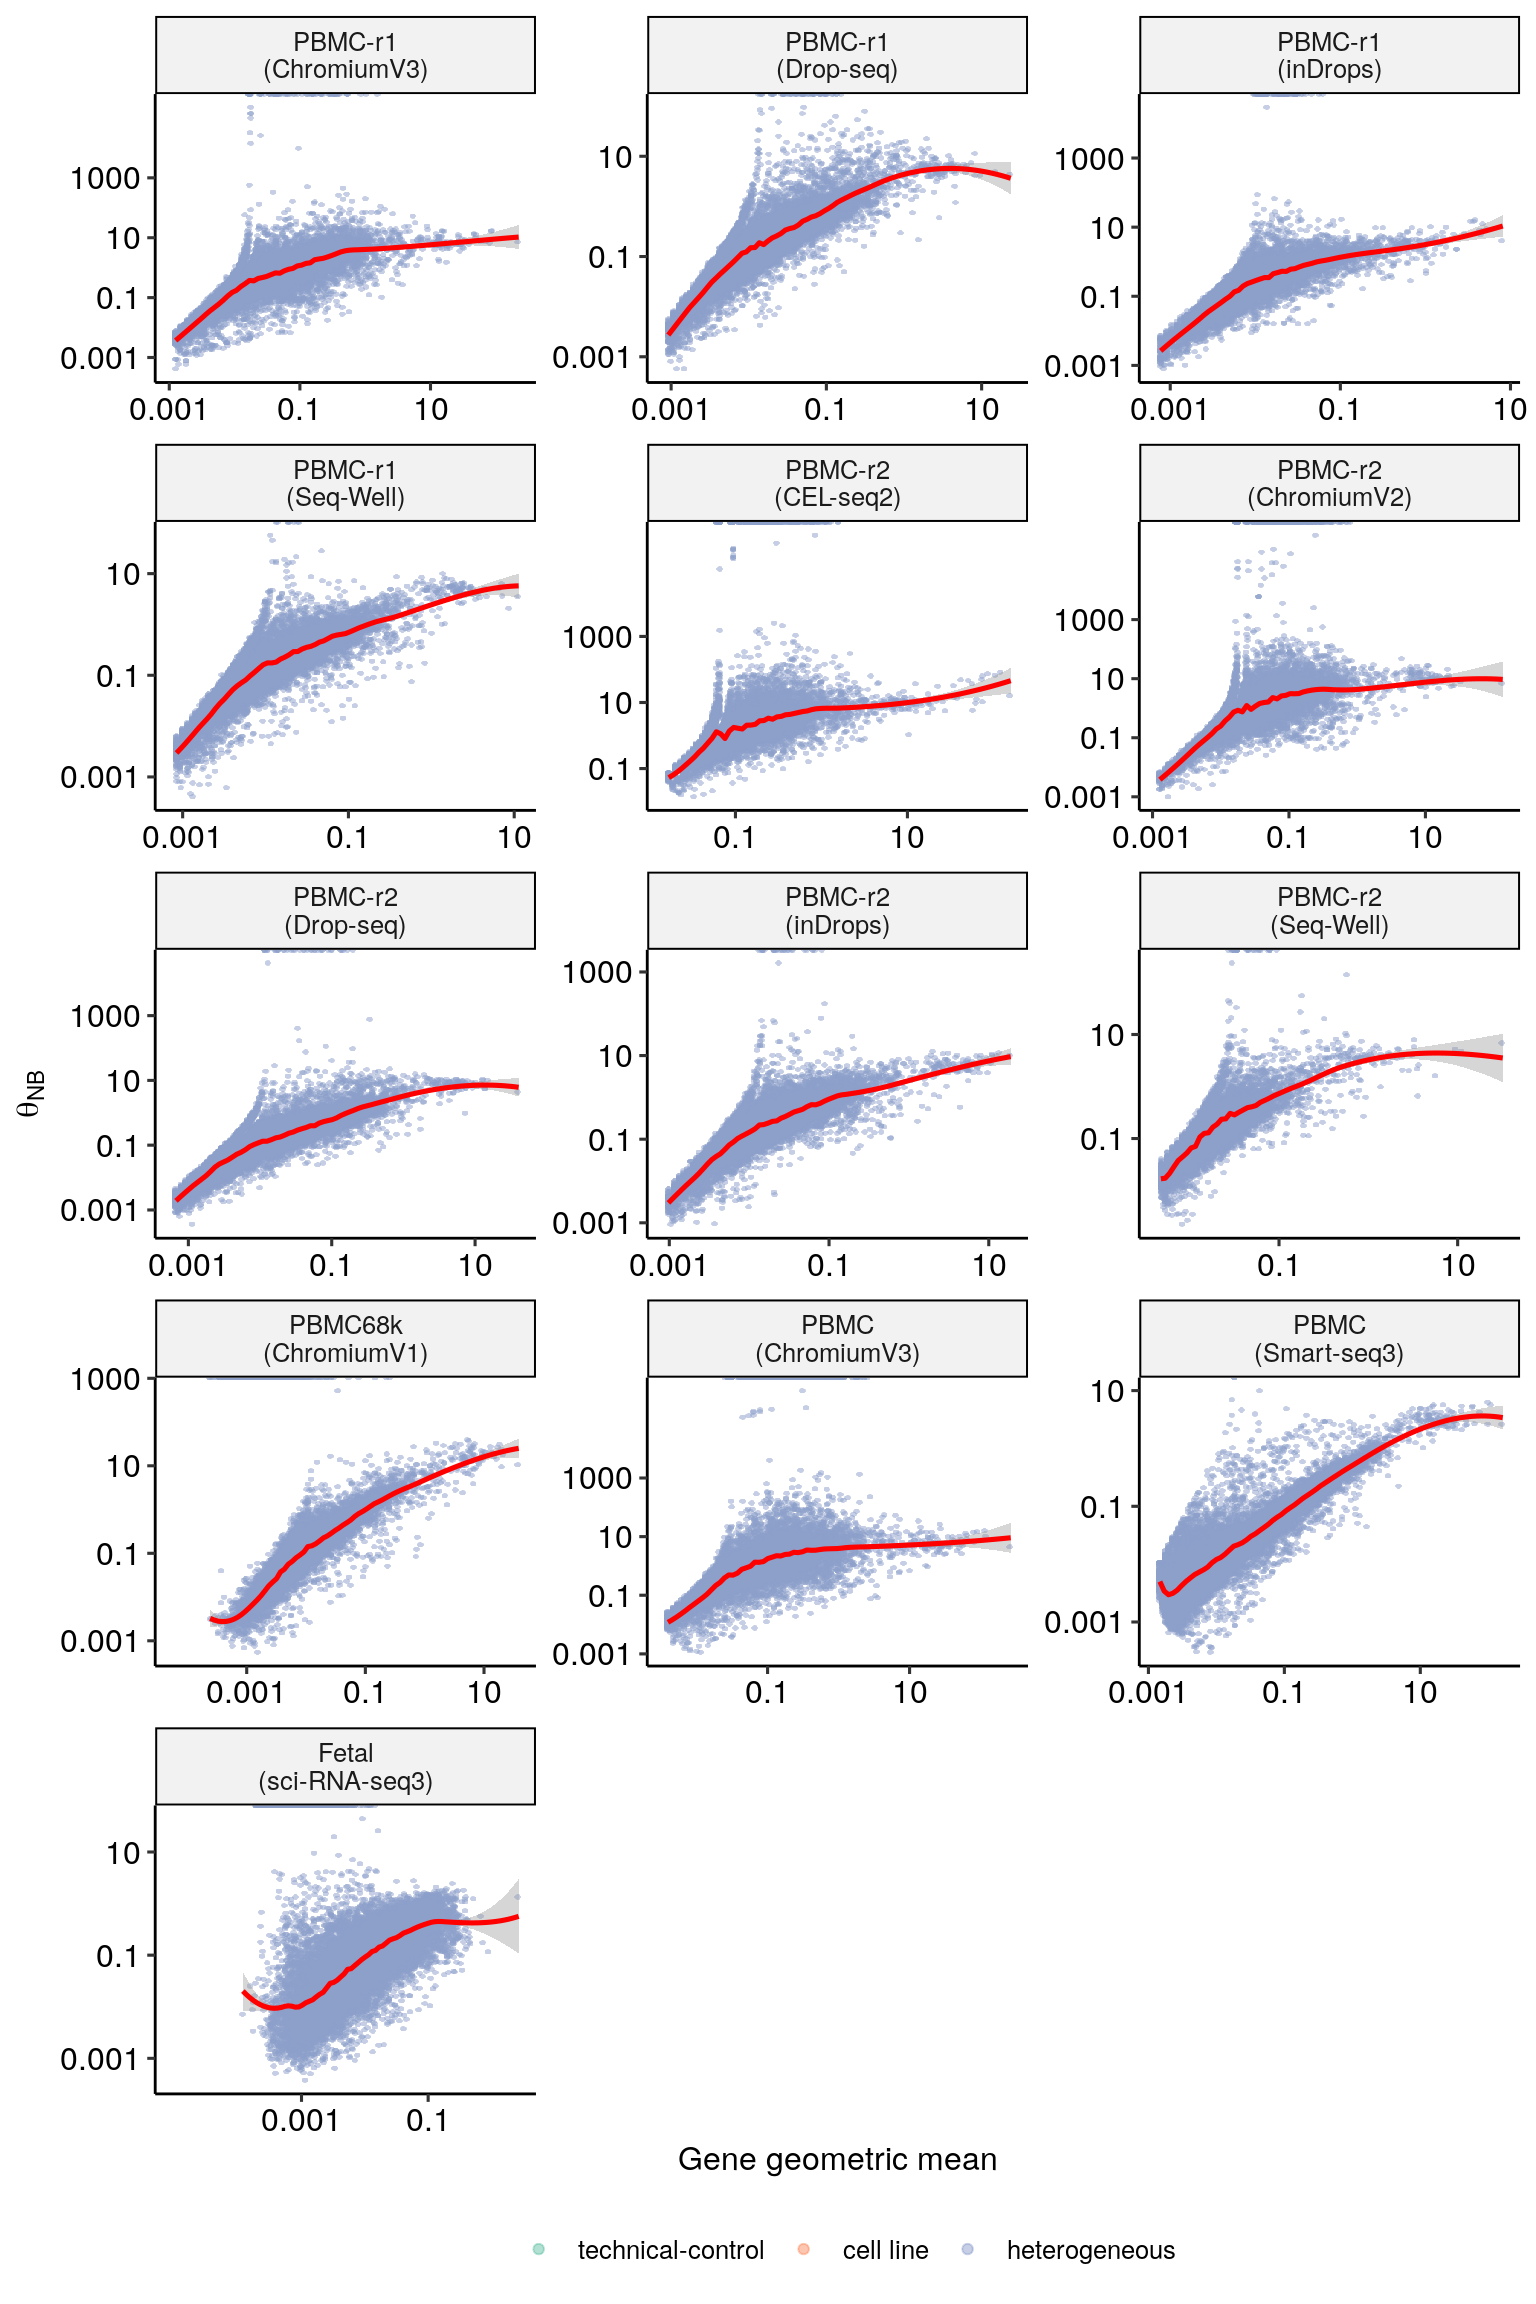 PBMC-r1
(ChromiumV3)
PBMC-r1
(Drop-seq)
PBMC-r1
(inDrops)
1000
10
0.1
0.001
0.001 0.1 10
10
0.1
0.001
0.001 0.1 10
1000
10
0.1
0.001
0.001 0.1 10
PBMC-r1
(Seq-Well)
PBMC-r2
(CEL-seq2)
PBMC-r2
(ChromiumV2)
10
0.1
0.001
0.001 0.1 10
1000
10
0.1
0.1 10
1000
10
0.1
0.001
0.001 0.1 10
PBMC-r2
(Drop-seq)
PBMC-r2
(inDrops)
PBMC-r2
(Seq-Well)
1000
10
0.1
0.001
0.001 0.1 10
1000
10
0.1
0.001
0.001 0.1 10
10
0.1
0.1 10
θNB
PBMC68k
(ChromiumV1)
PBMC
(ChromiumV3)
PBMC
(Smart-seq3)
1000
10
0.1
0.001
0.001 0.1 10
1000
10
0.1
0.001
0.1 10
10
0.1
0.001
0.001 0.1 10
Fetal
(sci-RNA-seq3)
10
0.1
0.001
0.001 0.1
Gene geometric mean
technical-control cell line heterogeneous